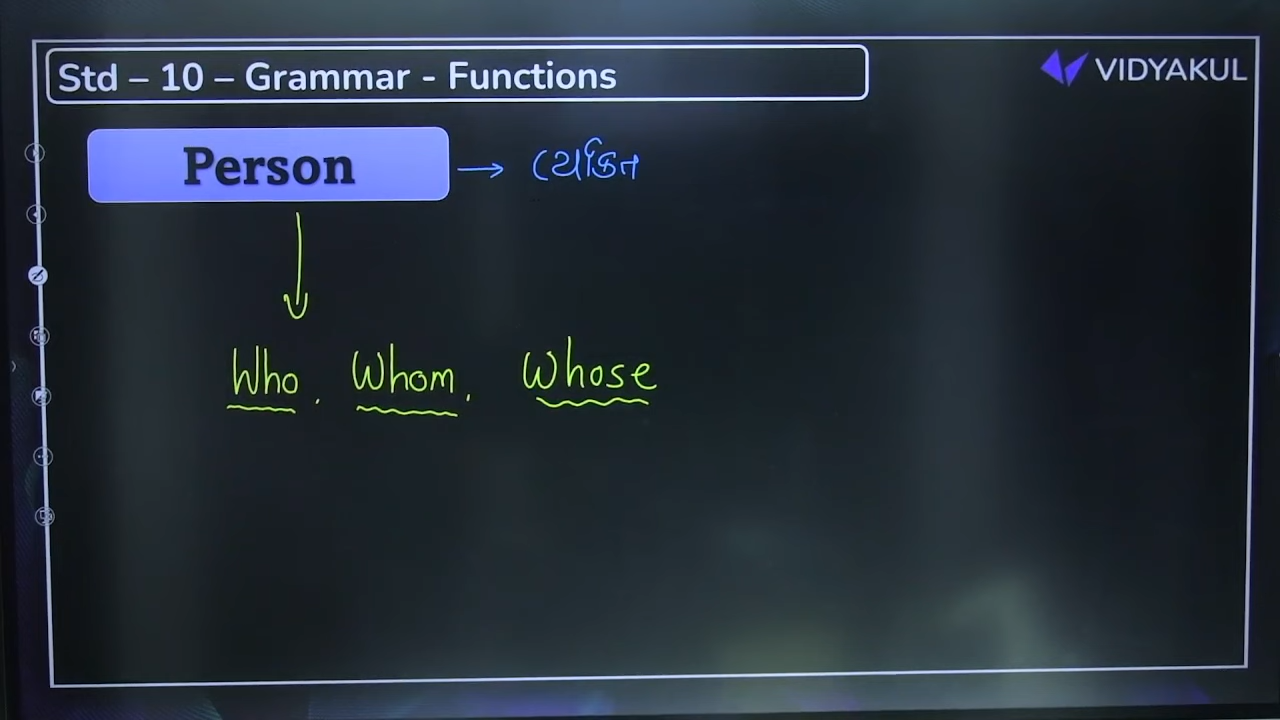 Std – 10 – Grammar - Functions
VIDYAKUL
Person → વ્યક્તિ
Who, Whom, Whose